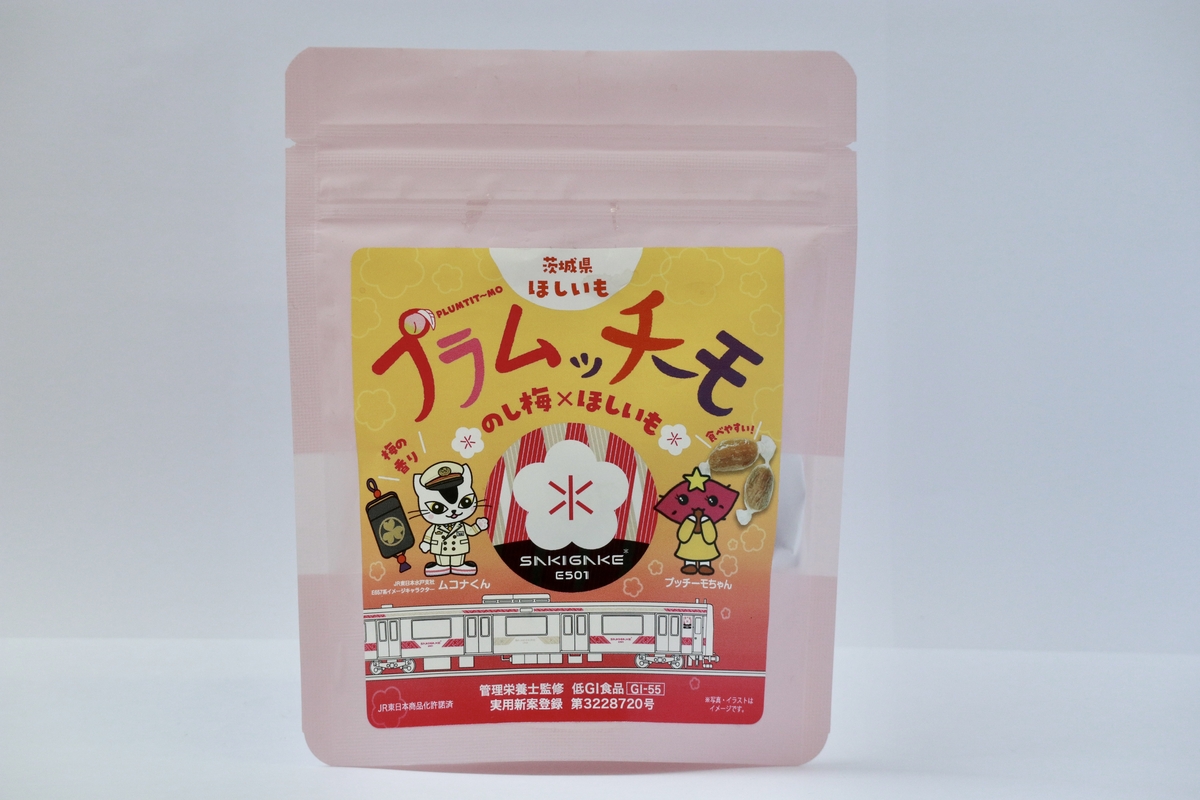 茨城県
ほしいも
PLUMTIT〜MO
プラムッチーモ
のし梅×ほしいも
梅の
香り
食べやすい!
SAKIGAKE
E501
JR東日本水戸支社
E657系イメージキャラクター ムコナくん
プッチーモちゃん
管理栄養士監修 低GI食品 GI-55
実用新案登録 第3228720号
JR東日本商品化許諾済
※写真・イラストは
イメージです。